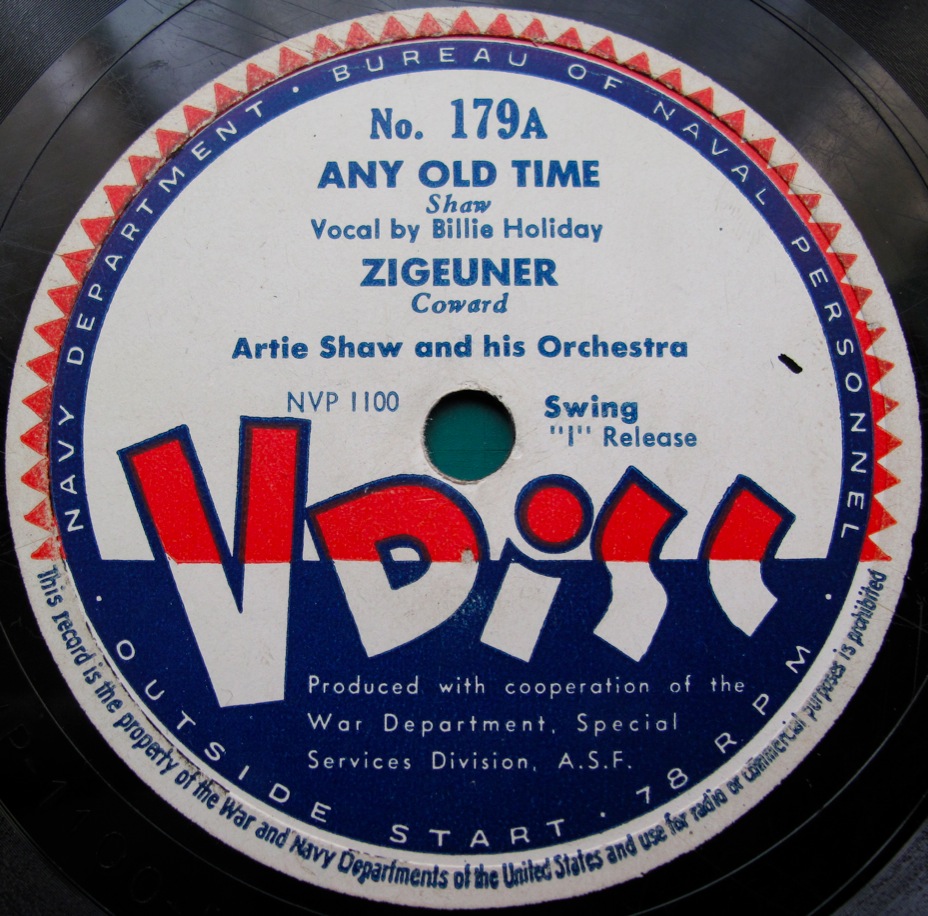 NAVY DEPARTMENT · BUREAU OF NAVAL PERSONNEL
No. 179A
ANY OLD TIME
Shaw
Vocal by Billie Holiday
ZIGEUNER
Coward
Artie Shaw and his Orchestra
NVP 1100
Swing
"I" Release
V DISC
Produced with cooperation of the
War Department, Special
Services Division, A.S.F.
· OUTSIDE START · 78 RPM ·
This record is the property of the War and Navy Departments of the United States and use for radio or commercial purposes is prohibited